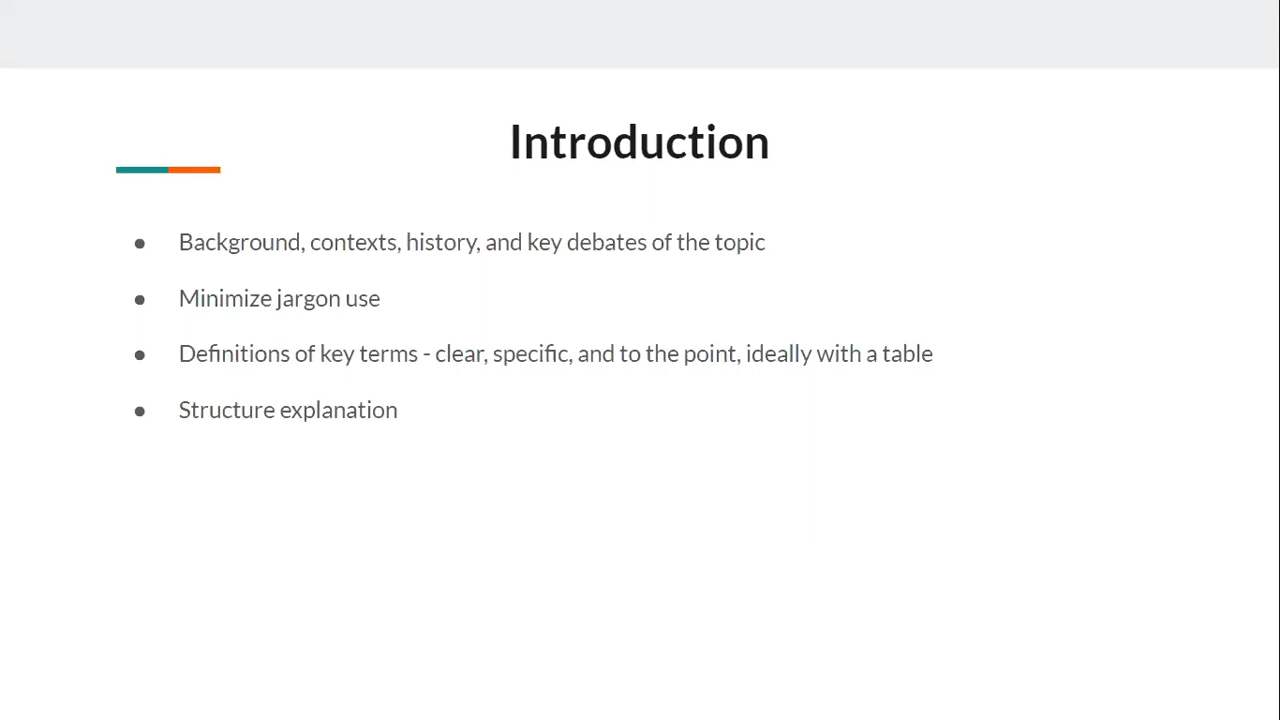 Introduction
● Background, contexts, history, and key debates of the topic
● Minimize jargon use
● Definitions of key terms - clear, specific, and to the point, ideally with a table
● Structure explanation